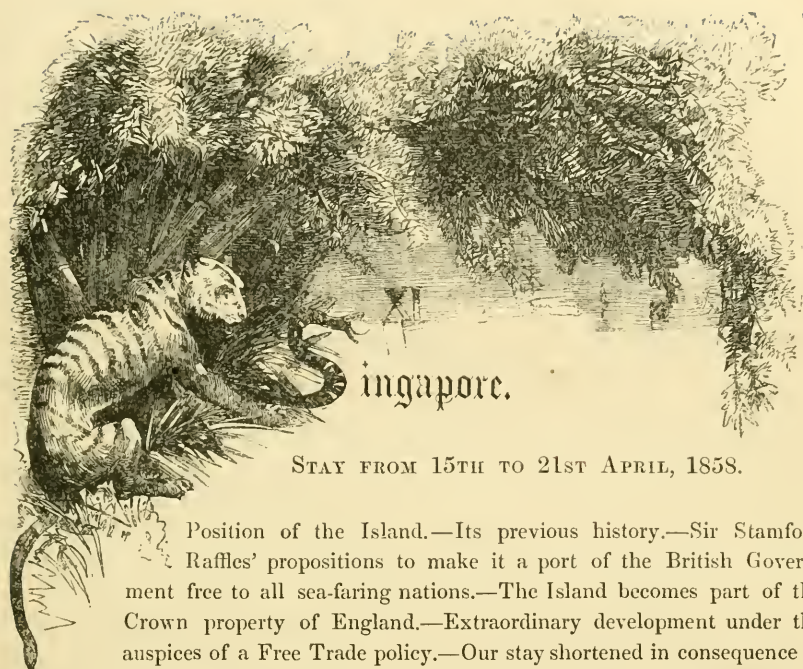 Singapore.
STAY FROM 15TH TO 21ST APRIL, 1858.
Position of the Island.—Its previous history.—Sir Stamfo
Raffles' propositions to make it a port of the British Gover
ment free to all sea-faring nations.—The Island becomes part of th
Crown property of England.—Extraordinary development under th
auspices of a Free Trade policy.—Our stay shortened in consequence